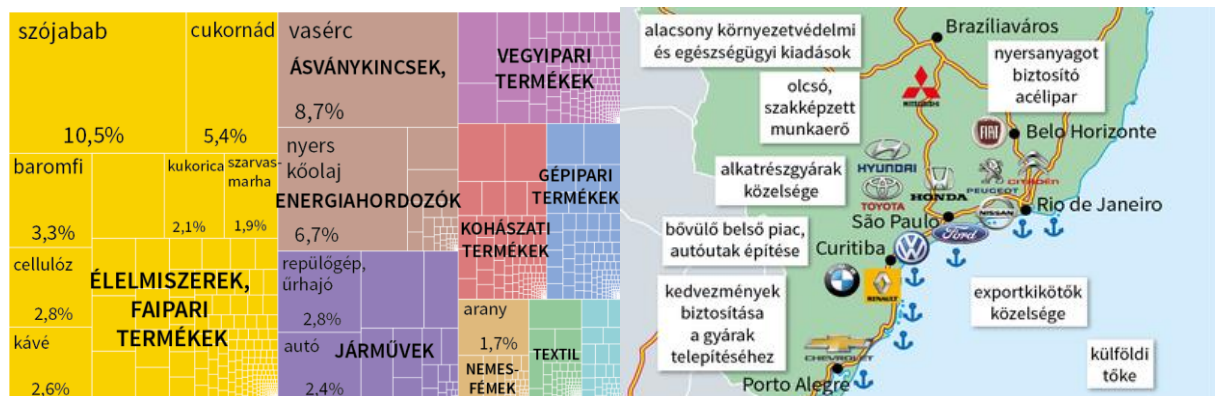 szójabab
10,5%
cukornád
5,4%
baromfi
3,3%
kukorica
2,1%
szarvas-
marha
1,9%
cellulóz
2,8%
kávé
2,6%
ÉLELMISZEREK,
FAIPARI
TERMÉKEK
vasérc
ÁSVÁNYKINCSEK,
8,7%
nyers
kőolaj
ENERGIAHORDOZÓK
6,7%
repülőgép,
űrhajó
2,8%
autó
JÁRMŰVEK
2,4%
VEGYIPARI
TERMÉKEK
KOHÁSZATI
TERMÉKEK
GÉPIPARI
TERMÉKEK
arany
1,7%
NEMES-
FÉMEK
TEXTIL
alacsony környezetvédelmi
és egészségügyi kiadások
Brazíliaváros
nyersanyagot
biztosító
acélipar
olcsó,
szakképzett
munkaerő
MITSUBISHI
FIAT
Belo Horizonte
alkatrészgyárak
közelsége
HYUNDAI
TOYOTA
HONDA
PEUGEOT
CITROËN
NISSAN
Rio de Janeiro
São Paulo
Ford
bővülő belső piac,
autóutak építése
Curitiba
RENAULT
kedvezmények
biztosítása
a gyárak
telepítéséhez
exportkikötők
közelsége
CHEVROLET
Porto Alegre
külföldi
tőke